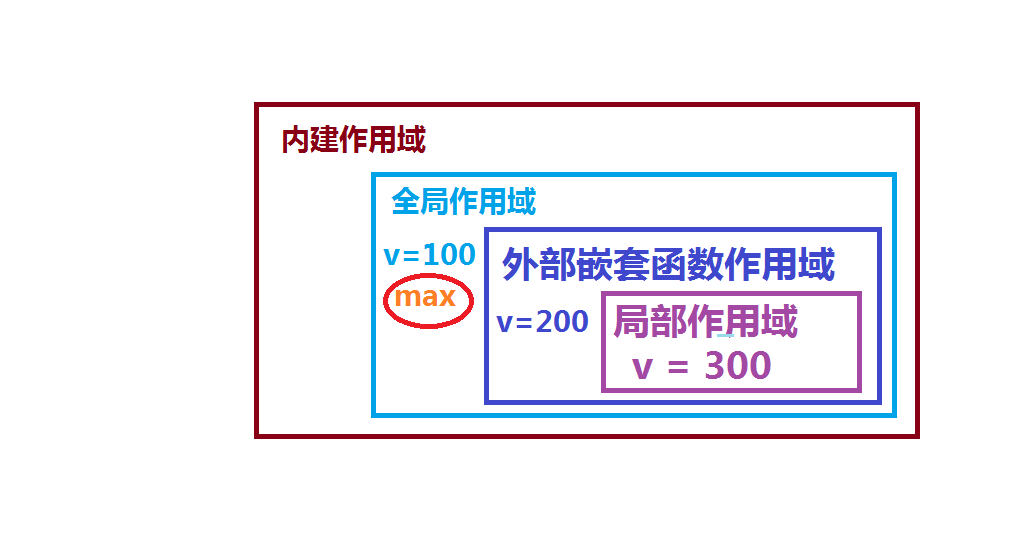 内建作用域
全局作用域
v=100
max
外部嵌套函数作用域
v=200
局部作用域
v = 300